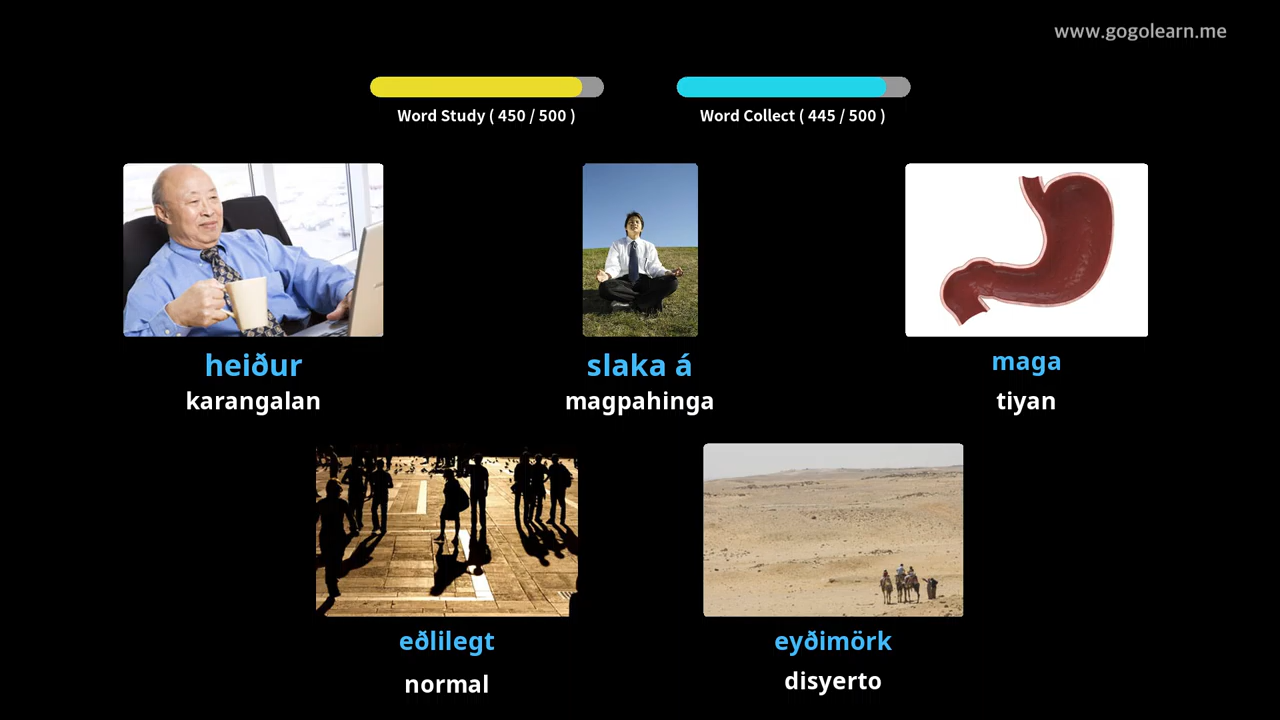 www.gogolearn.me
Word Study ( 450 / 500 )
Word Collect ( 445 / 500 )
heiður
karangalan
slaka á
magpahinga
maga
tiyan
eðlilegt
normal
eyðimörk
disyerto